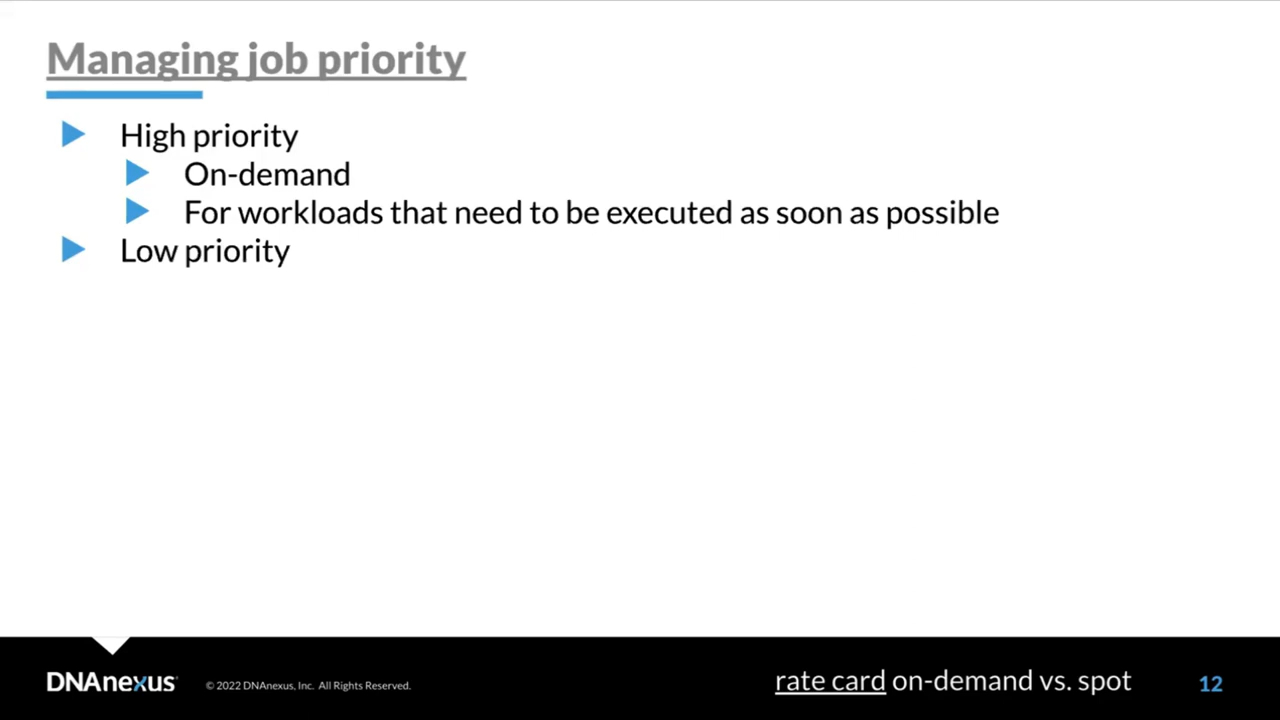 Managing job priority
High priority
On-demand
For workloads that need to be executed as soon as possible
Low priority
DNAnexus
© 2022 DNAnexus, Inc. All Rights Reserved.
rate card on-demand vs. spot
12